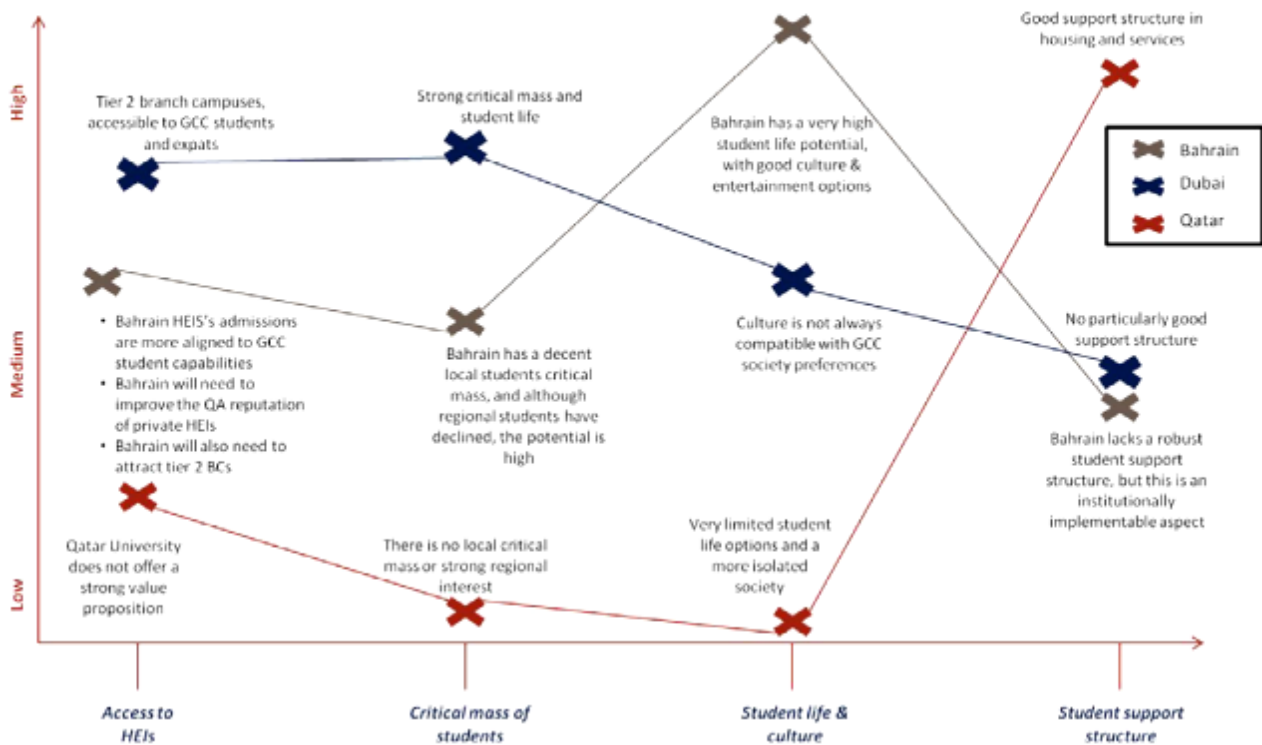 High
Medium
Low
Tier 2 branch campuses,
accessible to GCC students
and expats
Strong critical mass and
student life
Bahrain has a very high
student life potential,
with good culture &
entertainment options
Good support structure in
housing and services
Bahrain
Dubai
Qatar
• Bahrain HEIS's admissions
are more aligned to GCC
student capabilities
• Bahrain will need to
improve the QA reputation
of private HEIs
• Bahrain will also need to
attract tier 2 BCs
Bahrain has a decent
local students critical
mass, and although
regional students have
declined, the potential is
high
Culture is not always
compatible with GCC
society preferences
No particularly good
support structure
Bahrain lacks a robust
student support
structure, but this is an
institutionally
implementable aspect
Qatar University
does not offer a
strong value
proposition
There is no local critical
mass or strong regional
interest
Very limited student
life options and a
more isolated
society
Access to
HEIs
Critical mass of
students
Student life &
culture
Student support
structure